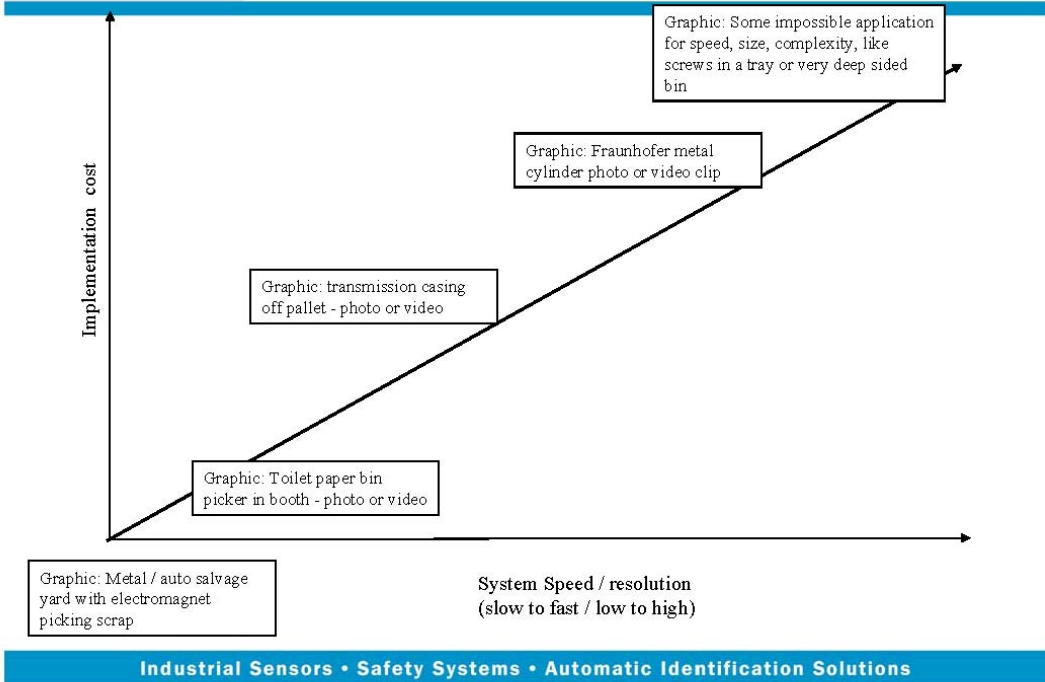 Graphic: Some impossible application
for speed, size, complexity, like
screws in a tray or very deep sided
bin
Graphic: Fraunhofer metal
cylinder photo or video clip
Implementation cost
Graphic: transmission casing
off pallet - photo or video
Graphic: Toilet paper bin
picker in booth - photo or video
Graphic: Metal / auto salvage
yard with electromagnet
picking scrap
System Speed / resolution
(slow to fast / low to high)
Industrial Sensors • Safety Systems • Automatic Identification Solutions